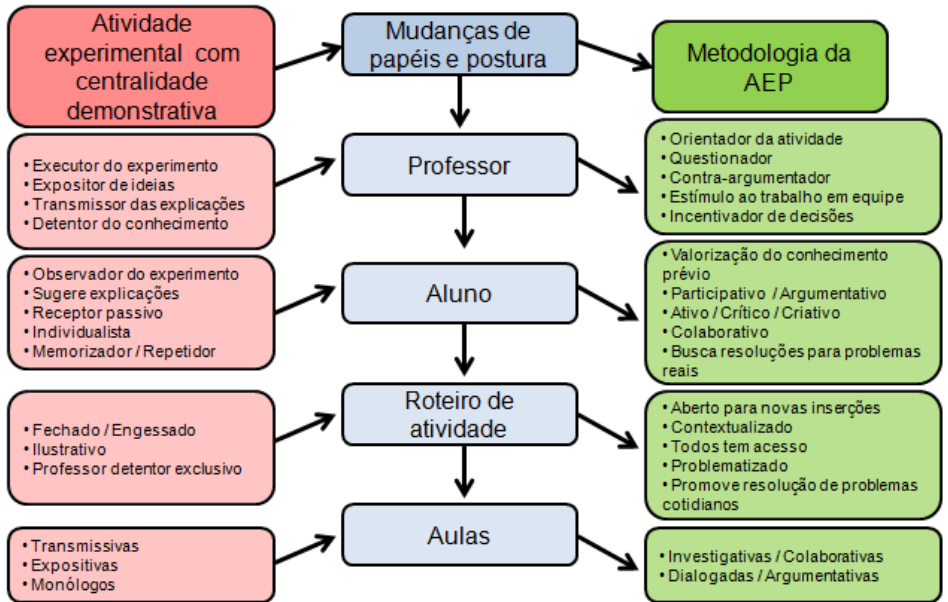 Atividade
experimental com
centralidade
demonstrativa
Mudanças de
papéis e postura
Metodologia da
AEP
• Executor do experimento
• Expositor de ideias
• Transmissor das explicações
• Detentor do conhecimento
Professor
• Orientador da atividade
• Questionador
• Contra-argumentador
• Estímulo ao trabalho em equipe
• Incentivador de decisões
• Observador do experimento
• Sugere explicações
• Receptor passivo
• Individualista
• Memorizador / Repetidor
Aluno
• Valorização do conhecimento
prévio
• Participativo / Argumentativo
• Ativo / Crítico / Criativo
• Colaborativo
• Busca resoluções para problemas
reais
• Fechado / Engessado
• Ilustrativo
• Professor detentor exclusivo
Roteiro de
atividade
• Aberto para novas inserções
• Contextualizado
• Todos tem acesso
• Problematizado
• Promove resolução de problemas
cotidianos
• Transmissivas
• Expositivas
• Monólogos
Aulas
• Investigativas / Colaborativas
• Dialogadas / Argumentativas